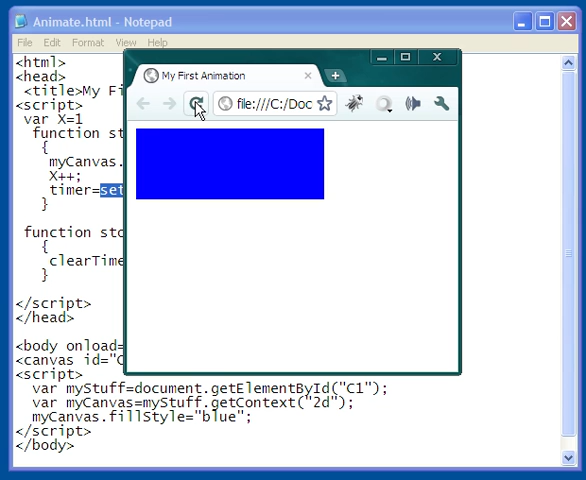 Animate.html - Notepad
File Edit Format View Help
<html>
<head>
<title>My Fi
<script>
var X=1
function st
{
myCanvas.
X++;
timer=set
}
function sto
{
clearTime
}
</script>
</head>
<body onload=
<canvas id="C
<script>
var myStuff=document.getElementById("C1");
var myCanvas=myStuff.getContext("2d");
myCanvas.fillStyle="blue";
</script>
</body>
My First Animation
file:///C:/Doc